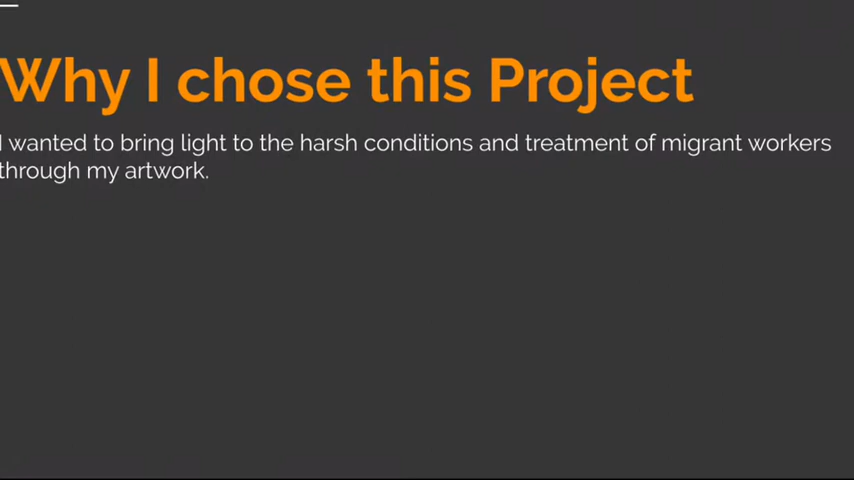 Why I chose this Project
I wanted to bring light to the harsh conditions and treatment of migrant workers
through my artwork.